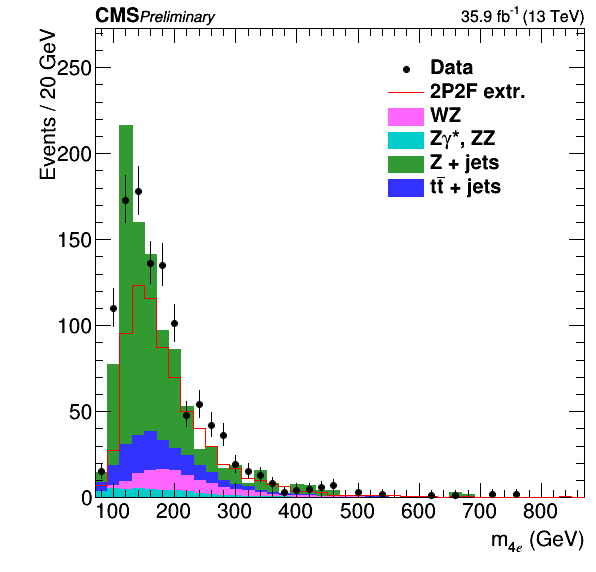 CMS Preliminary 35.9 fb⁻¹ (13 TeV)
Events / 20 GeV
250
200
150
100
50
0
Data
2P2F extr.
WZ
Zγ*, ZZ
Z + jets
tt̄ + jets
100 200 300 400 500 600 700 800
m₄ₑ (GeV)